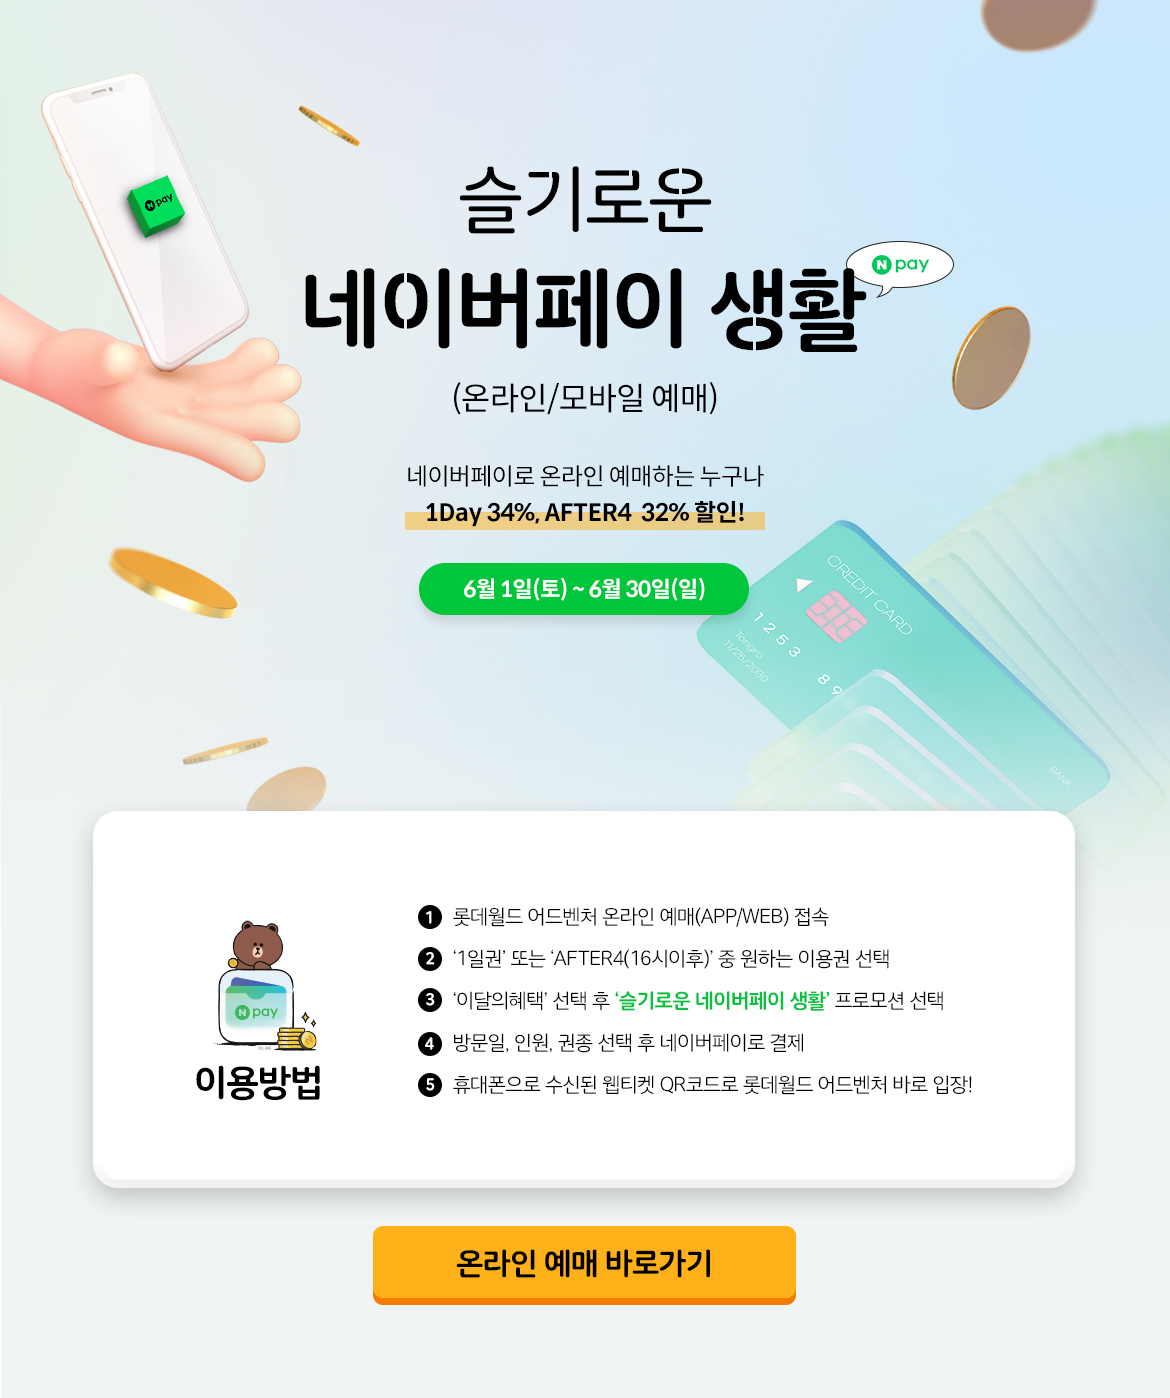 N pay
슬기로운
네이버페이 생활
N pay
(온라인/모바일 예매)
네이버페이로 온라인 예매하는 누구나
1Day 34%, AFTER4 32% 할인!
6월 1일(토) ~ 6월 30일(일)
CREDIT CARD
1253 89
Tongro
11/25/2030
BANK
1 롯데월드 어드벤처 온라인 예매(APP/WEB) 접속
2 ‘1일권’ 또는 ‘AFTER4(16시이후)’ 중 원하는 이용권 선택
3 ‘이달의혜택’ 선택 후 ‘슬기로운 네이버페이 생활’ 프로모션 선택
4 방문일, 인원, 권종 선택 후 네이버페이로 결제
5 휴대폰으로 수신된 웹티켓 QR코드로 롯데월드 어드벤처 바로 입장!
N pay
이용방법
온라인 예매 바로가기